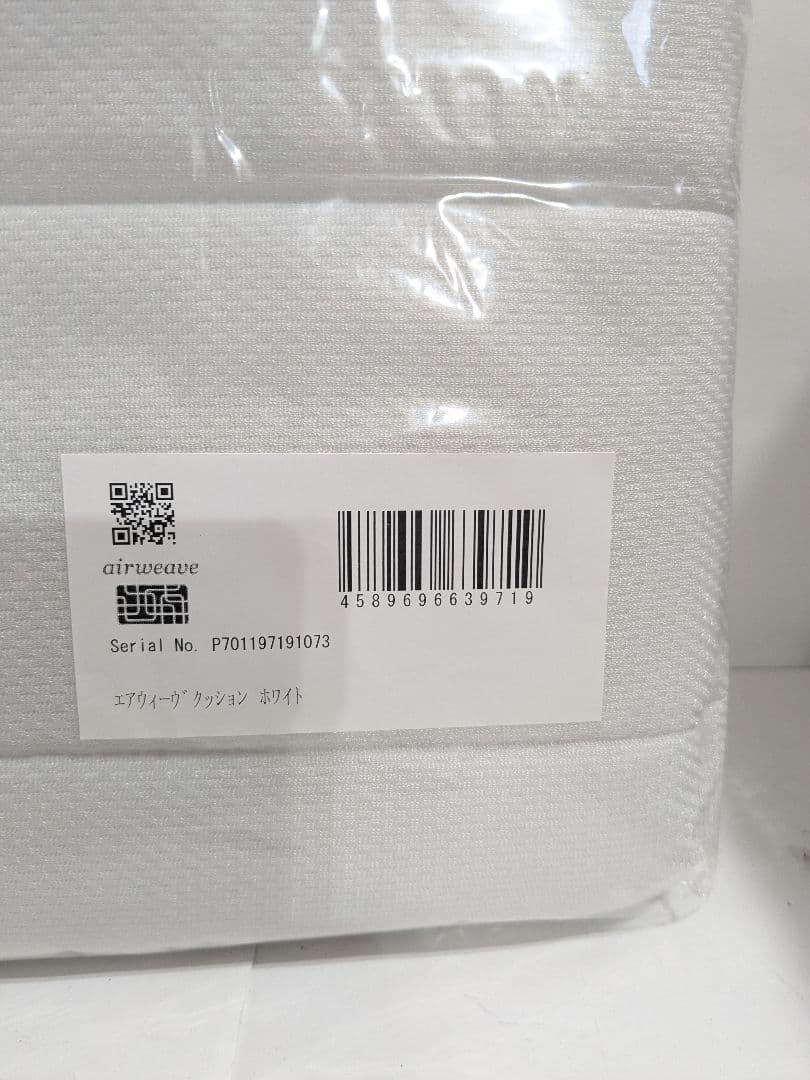 airweave
4589696639719
Serial No. P701197191073
ｴｱｳｨｰｳﾞｸｯｼｮﾝ ﾎﾜｲﾄ